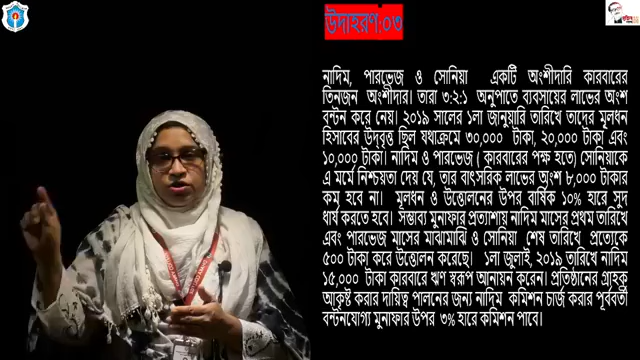 উদাহরণ:০৩
নাদিম, পারভেজ ও সোনিয়া একটি অংশীদারি কারবারের
তিনজন অংশীদার। তারা ৩:২:১ অনুপাতে ব্যবসায়ের লাভের অংশ
বন্টন করে নেয়। ২০১৯ সালের ১লা জানুয়ারি তারিখে তাদের মূলধন
হিসাবের উদ্বৃত্ত ছিল যথাক্রমে ৩০,০০০ টাকা, ২০,০০০ টাকা এবং
১০,০০০ টাকা। নাদিম ও পারভেজ ( কারবারের পক্ষ হতে) সোনিয়াকে
এ মর্মে নিশ্চয়তা দেয় যে, তার বাৎসরিক লাভের অংশ ৮,০০০ টাকার
কম হবে না। মূলধন ও উত্তোলনের উপর বার্ষিক ১০% হারে সুদ
ধার্য করতে হবে। সম্ভাব্য মুনাফার প্রত্যাশায় নাদিম মাসের প্রথম তারিখে
এবং পারভেজ মাসের মাঝামাঝি ও সোনিয়া শেষ তারিখে প্রত্যেকে
৫০০ টাকা করে উত্তোলন করেছে। ১লা জুলাই, ২০১৯ তারিখে নাদিম
১৫,০০০ টাকা কারবারে ঋণ স্বরূপ আনায়ন করেন। প্রতিষ্ঠানের গ্রাহক
আকৃষ্ট করার দায়িত্ব পালনের জন্য নাদিম কমিশন চার্জ করার পূর্ববর্তী
বন্টনযোগ্য মুনাফার উপর ৩% হারে কমিশন পাবে।